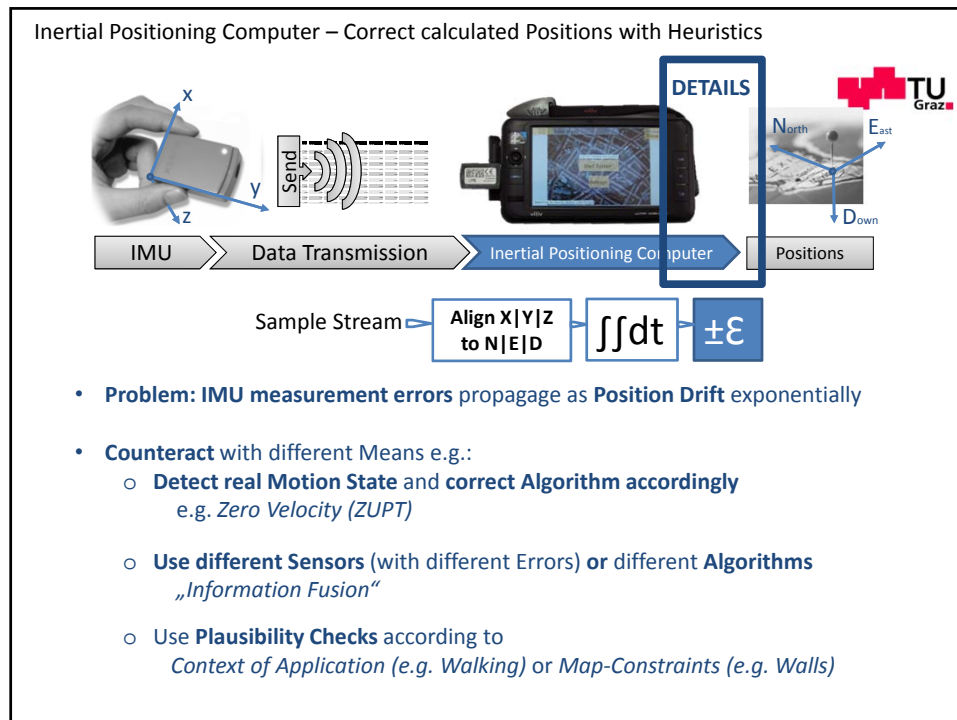 Inertial Positioning Computer – Correct calculated Positions with Heuristics
DETAILS
TU
Graz
x
y
z
Send
North
East
Down
IMU
Data Transmission
Inertial Positioning Computer
Positions
Sample Stream
Align X|Y|Z
to N|E|D
∫∫dt
±Ɛ
• Problem: IMU measurement errors propagage as Position Drift exponentially
• Counteract with different Means e.g.:
o Detect real Motion State and correct Algorithm accordingly
e.g. Zero Velocity (ZUPT)
o Use different Sensors (with different Errors) or different Algorithms
„Information Fusion“
o Use Plausibility Checks according to
Context of Application (e.g. Walking) or Map-Constraints (e.g. Walls)